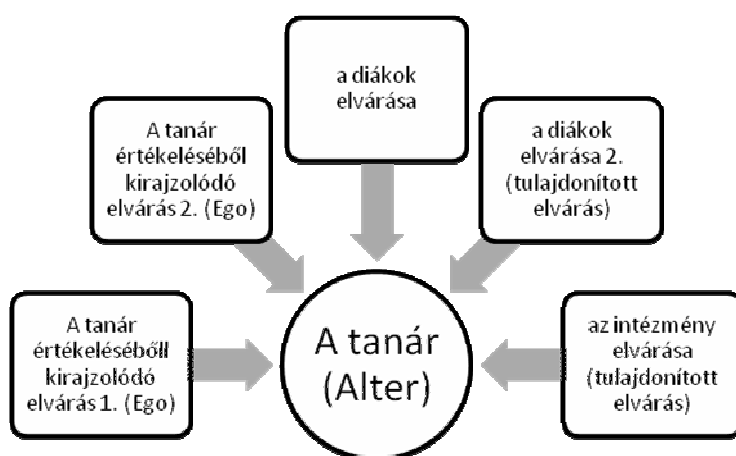 a diákok
elvárása
A tanár
értékeléséből
kirajzolódó
elvárás 2. (Ego)
a diákok
elvárása 2.
(tulajdonított
elvárás)
A tanár
értékelésébőll
kirajzolódó
elvárás 1. (Ego)
A tanár
(Alter)
az intézmény
elvárása
(tulajdonított
elvárás)